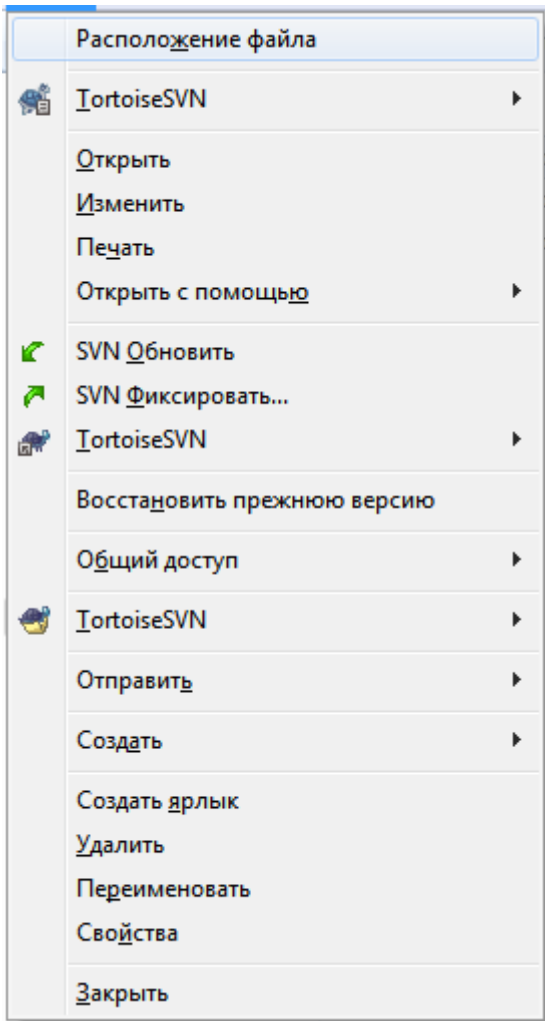 Расположение файла
TortoiseSVN
Открыть
Изменить
Печать
Открыть с помощью
SVN Обновить
SVN Фиксировать...
TortoiseSVN
Восстановить прежнюю версию
Общий доступ
TortoiseSVN
Отправить
Создать
Создать ярлык
Удалить
Переименовать
Свойства
Закрыть